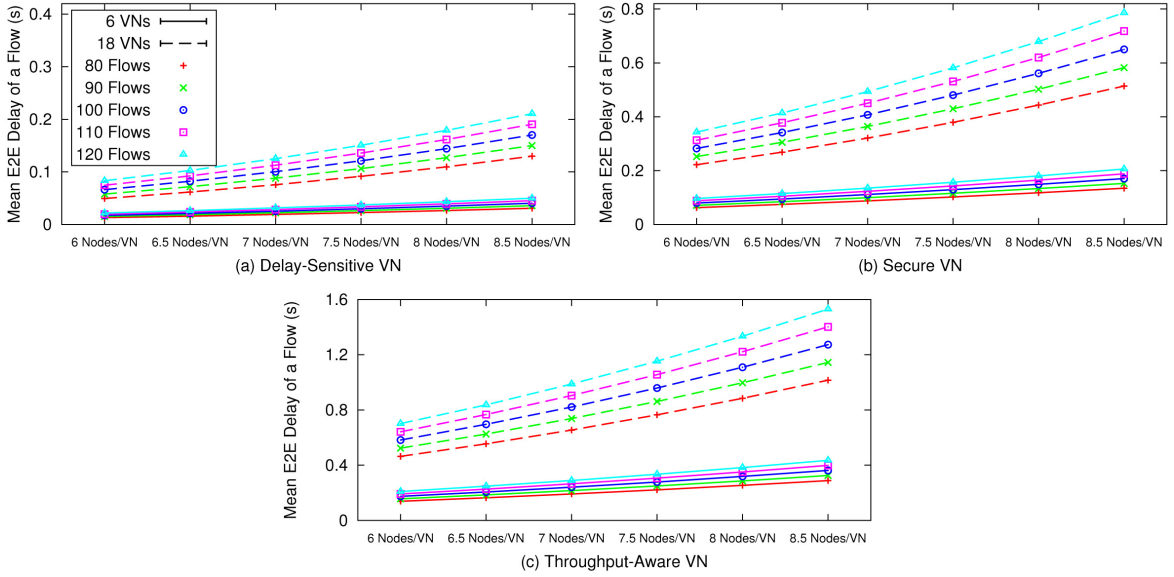 Mean E2E Delay of a Flow (s)
0.4
0.3
0.2
0.1
0
6 VNs
18 VNs
80 Flows
90 Flows
100 Flows
110 Flows
120 Flows
6 Nodes/VN 6.5 Nodes/VN 7 Nodes/VN 7.5 Nodes/VN 8 Nodes/VN 8.5 Nodes/VN
(a) Delay-Sensitive VN
Mean E2E Delay of a Flow (s)
0.8
0.6
0.4
0.2
0
6 Nodes/VN 6.5 Nodes/VN 7 Nodes/VN 7.5 Nodes/VN 8 Nodes/VN 8.5 Nodes/VN
(b) Secure VN
Mean E2E Delay of a Flow (s)
1.6
1.2
0.8
0.4
0
6 Nodes/VN 6.5 Nodes/VN 7 Nodes/VN 7.5 Nodes/VN 8 Nodes/VN 8.5 Nodes/VN
(c) Throughput-Aware VN